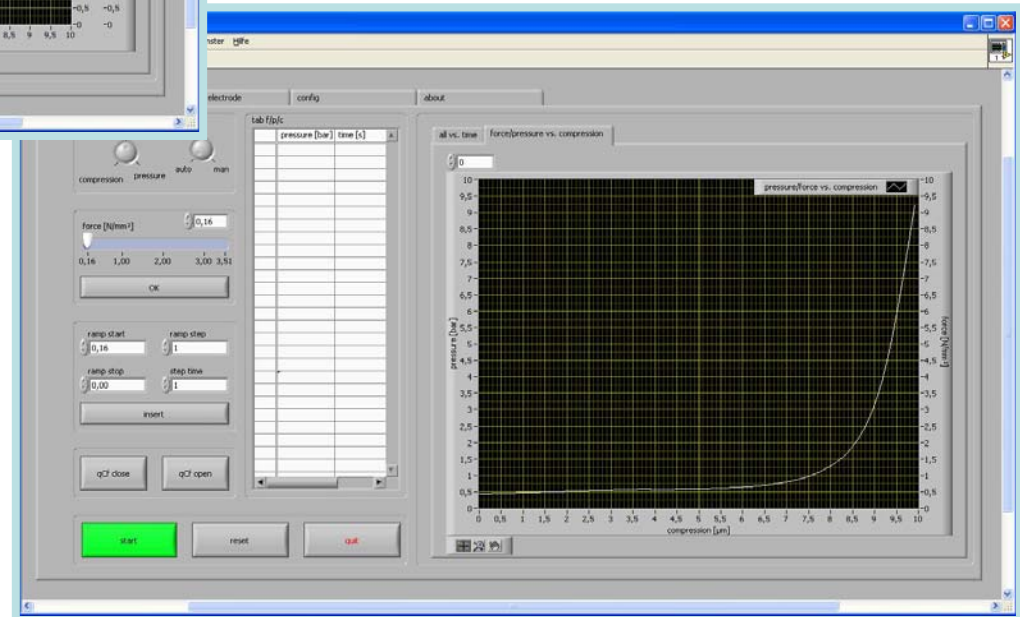 -0,5 -0,5
-0 -0
8,5 9 9,5 10
nster Hilfe
electrode config about
tab f/p/c
pressure [bar] time [s]
compression pressure auto man
force [N/mm²] 0,16
0,16 1,00 2,00 3,00 3,51
OK
ramp start ramp step
0,16 1
ramp stop step time
0,00 1
insert
qCf close qCf open
start reset quit
all vs. time force/pressure vs. compression
0
pressure/force vs. compression
pressure [bar]
10
9,5
9
8,5
8
7,5
7
6,5
6
5,5
5
4,5
4
3,5
3
2,5
2
1,5
1
0,5
0
-10
-9,5
-9
-8,5
-8
-7,5
-7
-6,5
-6
-5,5
-5
-4,5
-4
-3,5
-3
-2,5
-2
-1,5
-1
-0,5
-0
force [N/mm²]
0 0,5 1 1,5 2 2,5 3 3,5 4 4,5 5 5,5 6 6,5 7 7,5 8 8,5 9 9,5 10
compression [µm]
1